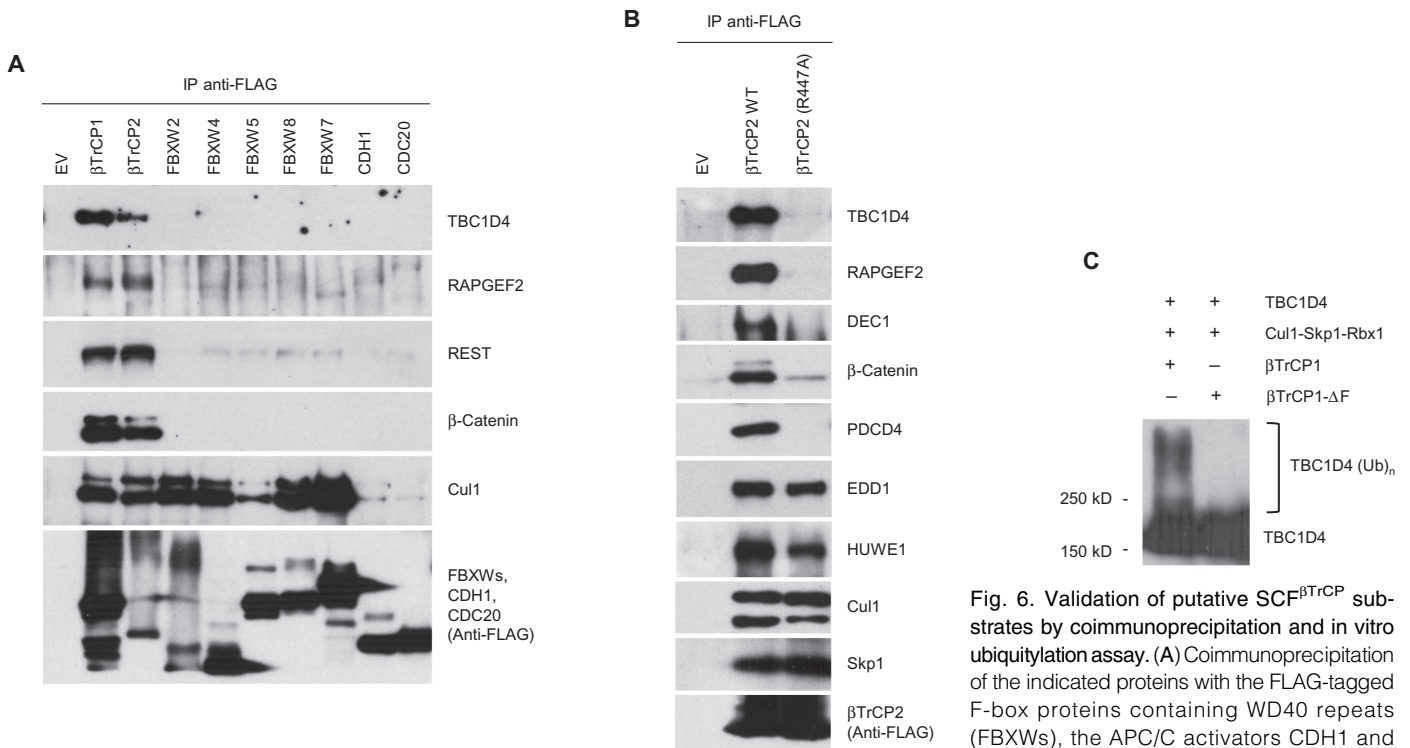 A
IP anti-FLAG
EV
βTrCP1
βTrCP2
FBXW2
FBXW4
FBXW5
FBXW8
FBXW7
CDH1
CDC20
TBC1D4
RAPGEF2
REST
β-Catenin
Cul1
FBXWs,
CDH1,
CDC20
(Anti-FLAG)
B
IP anti-FLAG
EV
βTrCP2 WT
βTrCP2 (R447A)
TBC1D4
RAPGEF2
DEC1
β-Catenin
PDCD4
EDD1
HUWE1
Cul1
Skp1
βTrCP2
(Anti-FLAG)
C
+ + TBC1D4
+ + Cul1-Skp1-Rbx1
+ – βTrCP1
– + βTrCP1-ΔF
250 kD -
150 kD -
TBC1D4 (Ub)n
TBC1D4
Fig. 6. Validation of putative SCFβTrCP sub-
strates by coimmunoprecipitation and in vitro
ubiquitylation assay. (A) Coimmunoprecipitation
of the indicated proteins with the FLAG-tagged
F-box proteins containing WD40 repeats
(FBXWs), the APC/C activators CDH1 and